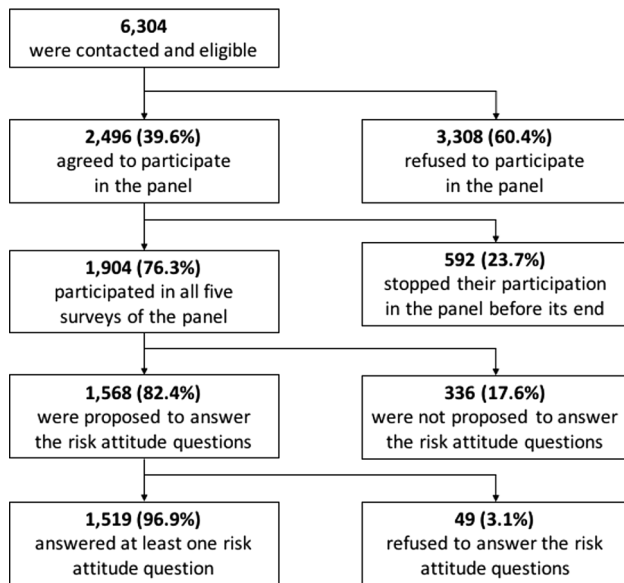 6,304
were contacted and eligible
2,496 (39.6%)
agreed to participate
in the panel
3,308 (60.4%)
refused to participate
in the panel
1,904 (76.3%)
participated in all five
surveys of the panel
592 (23.7%)
stopped their participation
in the panel before its end
1,568 (82.4%)
were proposed to answer
the risk attitude questions
336 (17.6%)
were not proposed to answer
the risk attitude questions
1,519 (96.9%)
answered at least one risk
attitude question
49 (3.1%)
refused to answer the risk
attitude questions